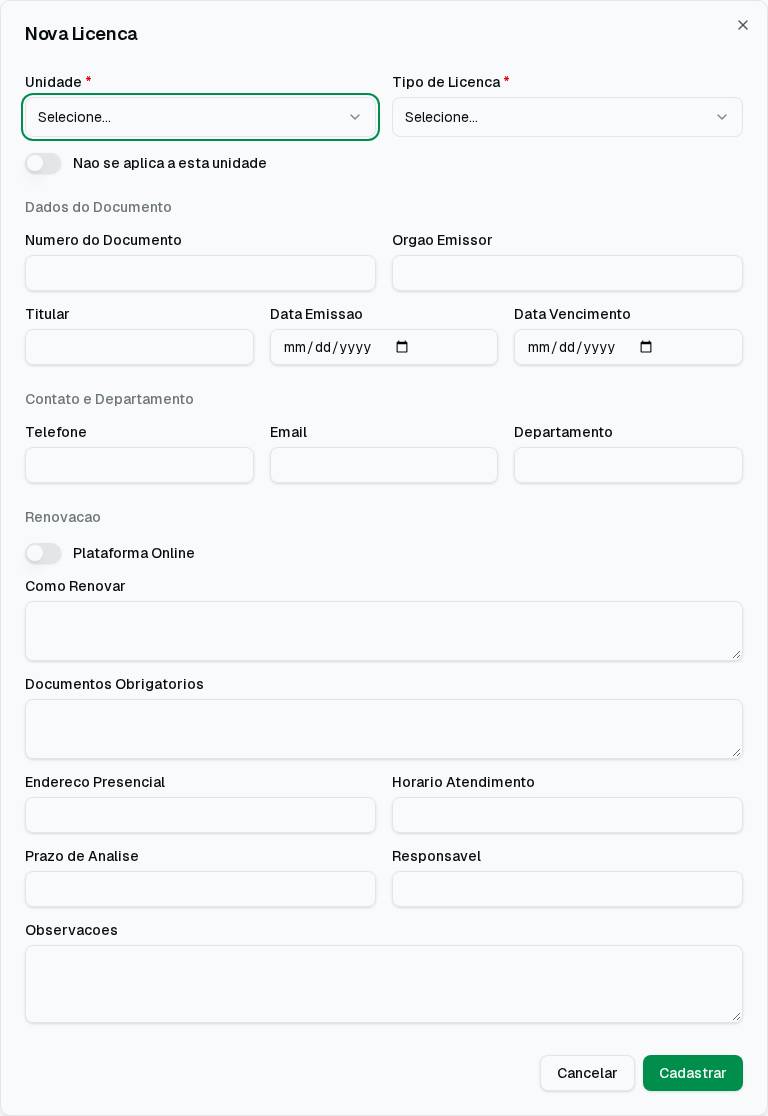 Nova Licenca
Unidade *
Tipo de Licenca *
Selecione...
Selecione...
Nao se aplica a esta unidade
Dados do Documento
Numero do Documento
Orgao Emissor
Titular
Data Emissao
Data Vencimento
mm/dd/yyyy
mm/dd/yyyy
Contato e Departamento
Telefone
Email
Departamento
Renovacao
Plataforma Online
Como Renovar
Documentos Obrigatorios
Endereco Presencial
Horario Atendimento
Prazo de Analise
Responsavel
Observacoes
Cancelar
Cadastrar